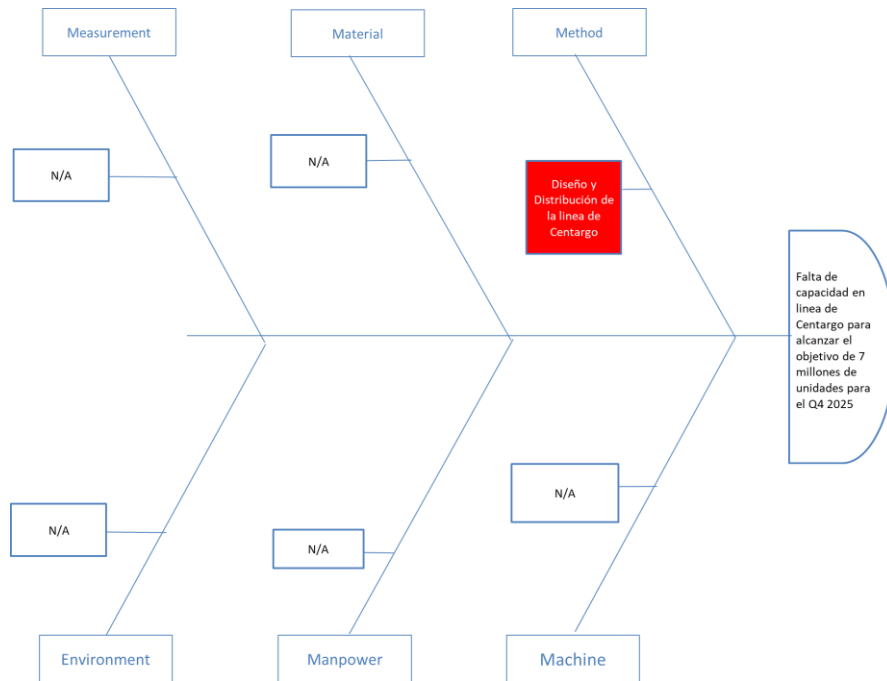 Measurement
Material
Method
N/A
N/A
Diseño y
Distribución de
la linea de
Centargo
Falta de
capacidad en
linea de
Centargo para
alcanzar el
objetivo de 7
millones de
unidades para
el Q4 2025
N/A
N/A
N/A
Environment
Manpower
Machine